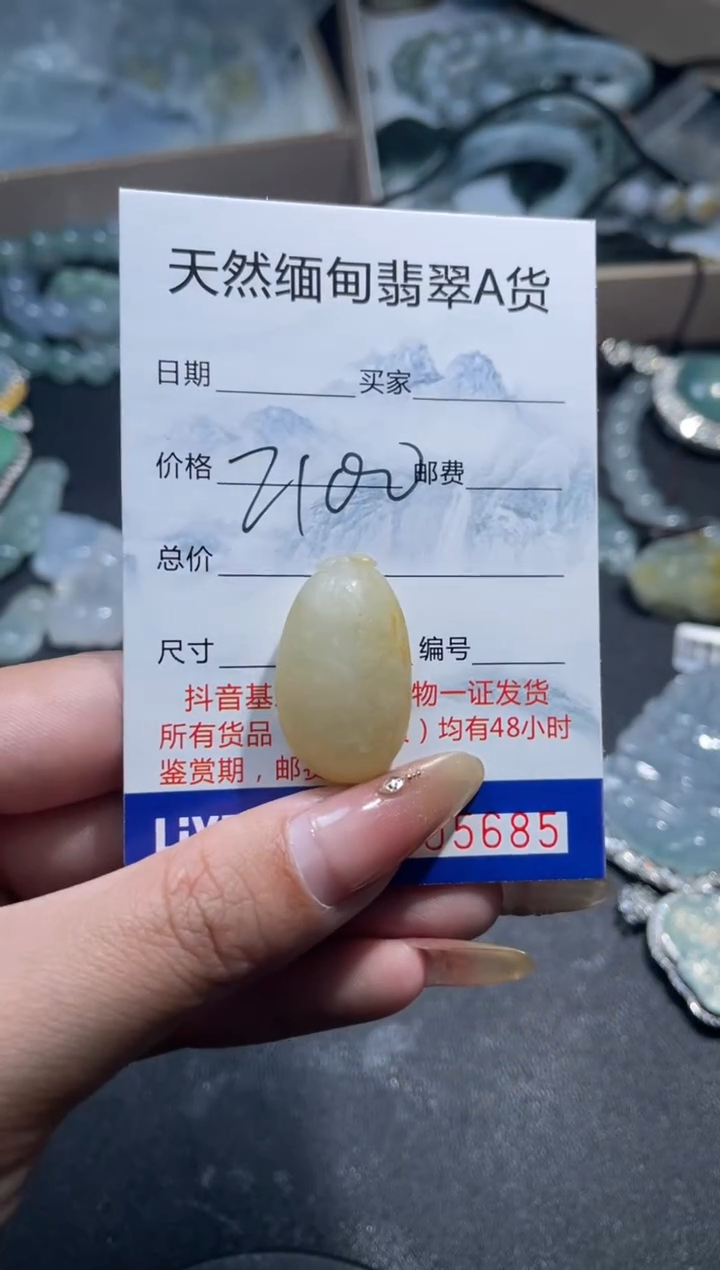 天然缅甸翡翠A货
日期 买家
价格 2100 邮费
总价
尺寸 编号
抖音基 物一证发货
所有货品 ）均有48小时
鉴赏期，邮
5685